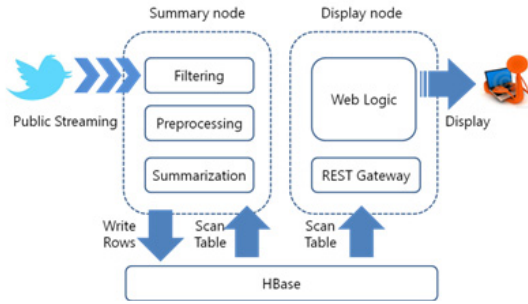 Summary node
Display node
Filtering
Public Streaming
Preprocessing
Summarization
Web Logic
Display
REST Gateway
Write
Rows
Scan
Table
Scan
Table
HBase